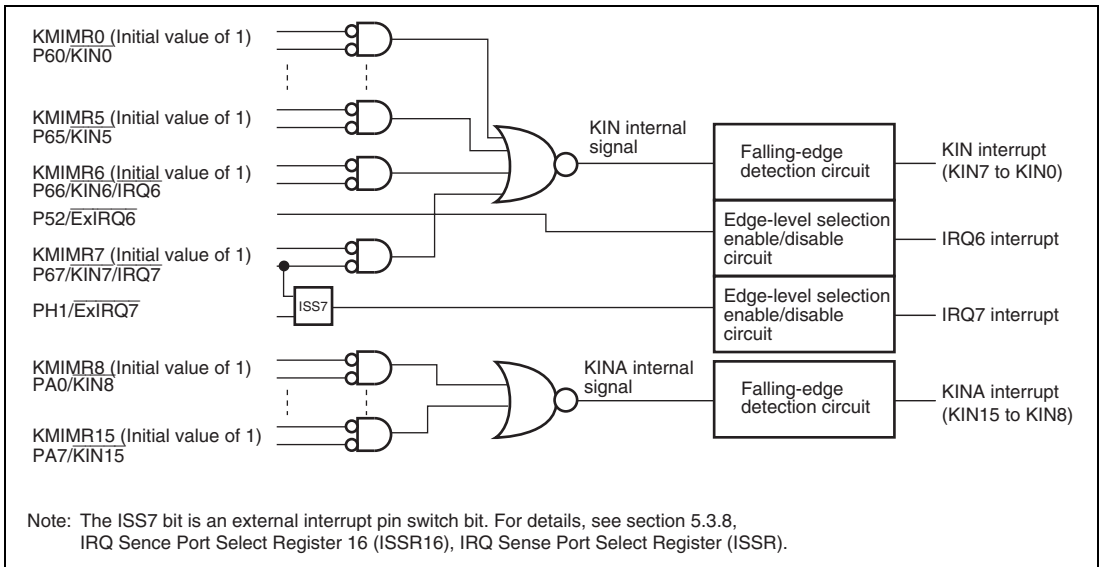 KMIMR0 (Initial value of 1)
P60/KIN0
KMIMR5 (Initial value of 1)
P65/KIN5
KMIMR6 (Initial value of 1)
P66/KIN6/IRQ6
P52/ExIRQ6
KMIMR7 (Initial value of 1)
P67/KIN7/IRQ7
PH1/ExIRQ7
ISS7
KIN internal
signal
Falling-edge
detection circuit
KIN interrupt
(KIN7 to KIN0)
Edge-level selection
enable/disable
circuit
IRQ6 interrupt
Edge-level selection
enable/disable
circuit
IRQ7 interrupt
KMIMR8 (Initial value of 1)
PA0/KIN8
KMIMR15 (Initial value of 1)
PA7/KIN15
KINA internal
signal
Falling-edge
detection circuit
KINA interrupt
(KIN15 to KIN8)
Note: The ISS7 bit is an external interrupt pin switch bit. For details, see section 5.3.8,
IRQ Sence Port Select Register 16 (ISSR16), IRQ Sense Port Select Register (ISSR).